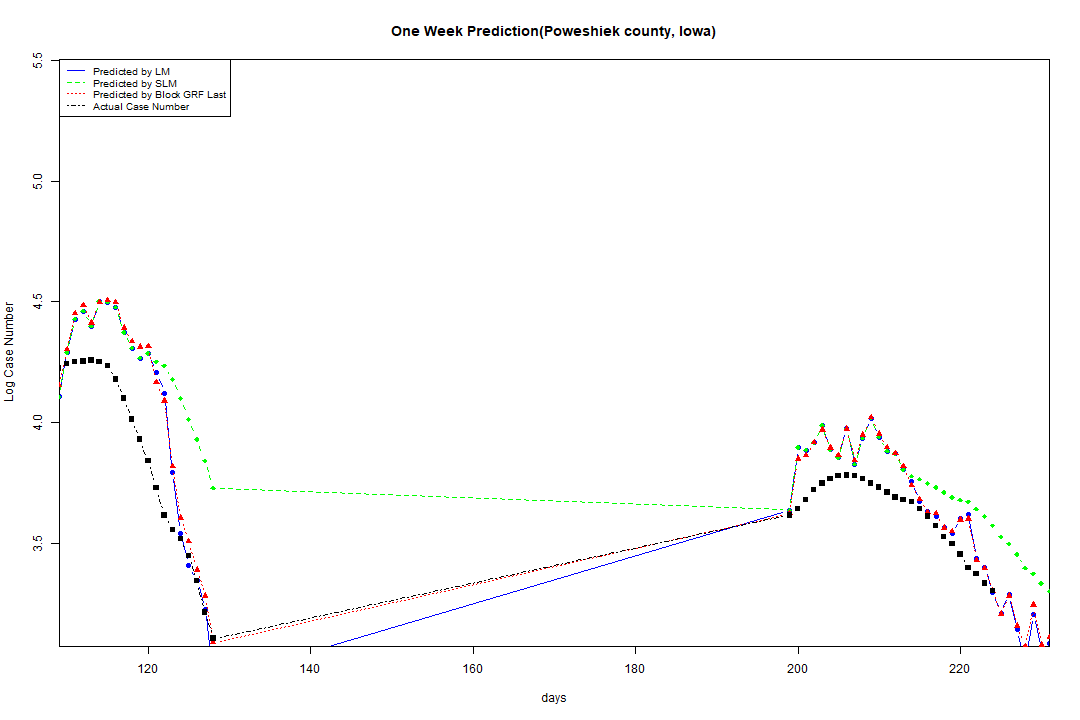 One Week Prediction(Poweshiek county, Iowa)
Predicted by LM
Predicted by SLM
Predicted by Block GRF Last
Actual Case Number
5.5
5.0
4.5
4.0
3.5
Log Case Number
120 140 160 180 200 220
days